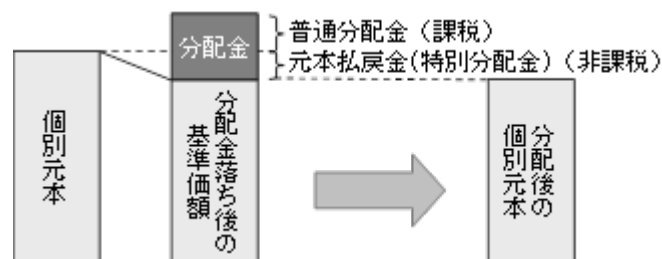 分配金
普通分配金（課税）
元本払戻金(特別分配金)（非課税）
個別元本
分配金落ち後の
基準価額
分配後の
個別元本